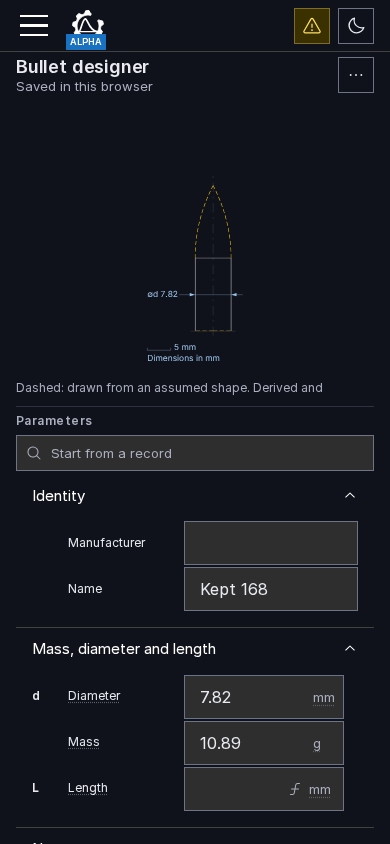 ALPHA
Bullet designer
Saved in this browser
...
ød 7.82
5 mm
Dimensions in mm
Dashed: drawn from an assumed shape. Derived and
Parameters
Start from a record
Identity
Manufacturer
Name
Kept 168
Mass, diameter and length
d Diameter 7.82 mm
Mass 10.89 g
L Length ƒ mm